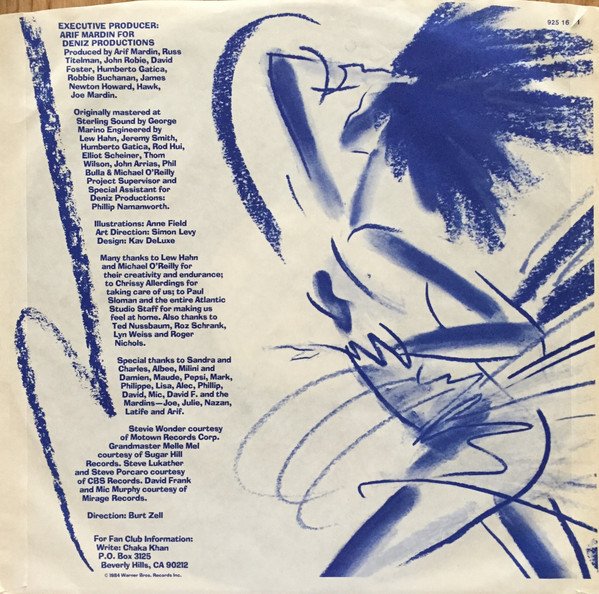 EXECUTIVE PRODUCER:
ARIF MARDIN FOR
DENIZ PRODUCTIONS
Produced by Arif Mardin, Russ
Titelman, John Robie, David
Foster, Humberto Gatica,
Robbie Buchanan, James
Newton Howard, Hawk,
Joe Mardin.
Originally mastered at
Sterling Sound by George
Marino Engineered by
Lew Hahn, Jeremy Smith,
Humberto Gatica, Rod Hui,
Elliot Scheiner, Thom
Wilson, John Arrias, Phil
Bulla & Michael O'Reilly
Project Supervisor and
Special Assistant for
Deniz Productions:
Phillip Namanworth.
Illustrations: Anne Field
Art Direction: Simon Levy
Design: Kav DeLuxe
Many thanks to Lew Hahn
and Michael O'Reilly for
their creativity and endurance;
to Chrissy Allerdings for
taking care of us; to Paul
Sloman and the entire Atlantic
Studio Staff for making us
feel at home. Also thanks to
Ted Nussbaum, Roz Schrank,
Lyn Weiss and Roger
Nichols.
Special thanks to Sandra and
Charles, Albee, Milini and
Damien, Maude, Pepsi, Mark,
Philippe, Lisa, Alec, Phillip,
David, Mic, David F. and the
Mardins—Joe, Julie, Nazan,
Latife and Arif.
Stevie Wonder courtesy
of Motown Records Corp.
Grandmaster Melle Mel
courtesy of Sugar Hill
Records. Steve Lukather
and Steve Porcaro courtesy
of CBS Records. David Frank
and Mic Murphy courtesy of
Mirage Records.
Direction: Burt Zell
For Fan Club Information:
Write: Chaka Khan
P.O. Box 3125
Beverly Hills, CA 90212
© 1984 Warner Bros. Records Inc.
925 16 1